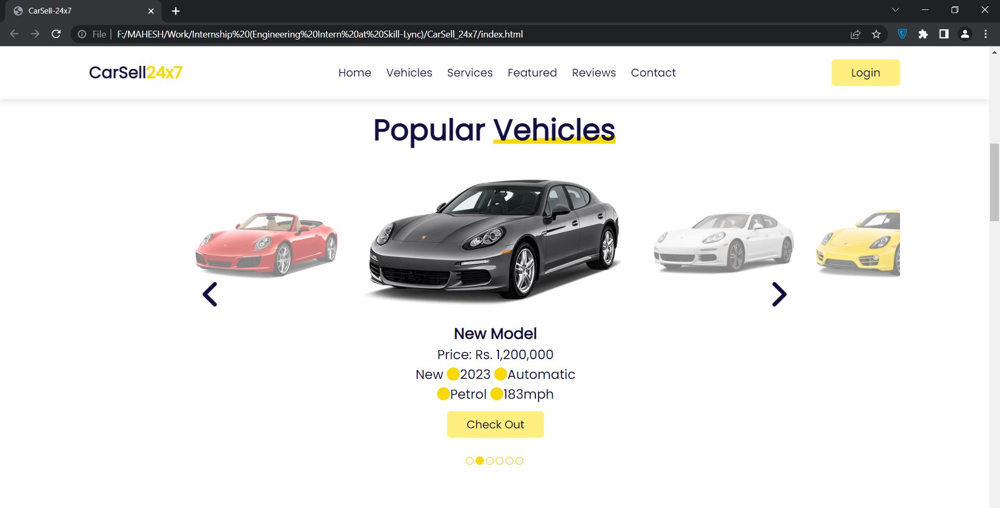 CarSell-24x7
File
F:/MAHESH/Work/Internship%20(Engineering%20Intern%20at%20Skill-Lync)/CarSell_24x7/index.html
CarSell24x7
Home Vehicles Services Featured Reviews Contact
Login
Popular Vehicles
New Model
Price: Rs. 1,200,000
New 2023 Automatic
Petrol 183mph
Check Out